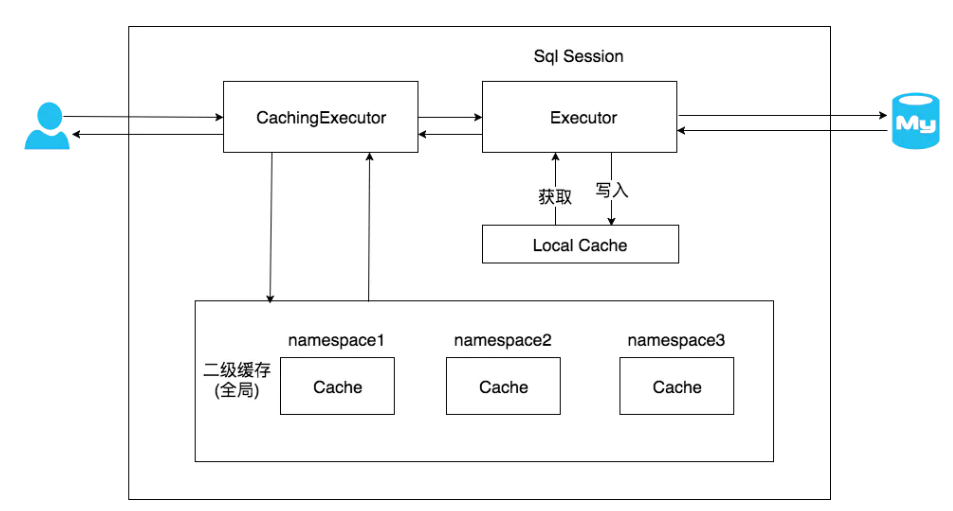 Sql Session
CachingExecutor
Executor
My
获取
写入
Local Cache
namespace1
namespace2
namespace3
二级缓存
(全局)
Cache
Cache
Cache